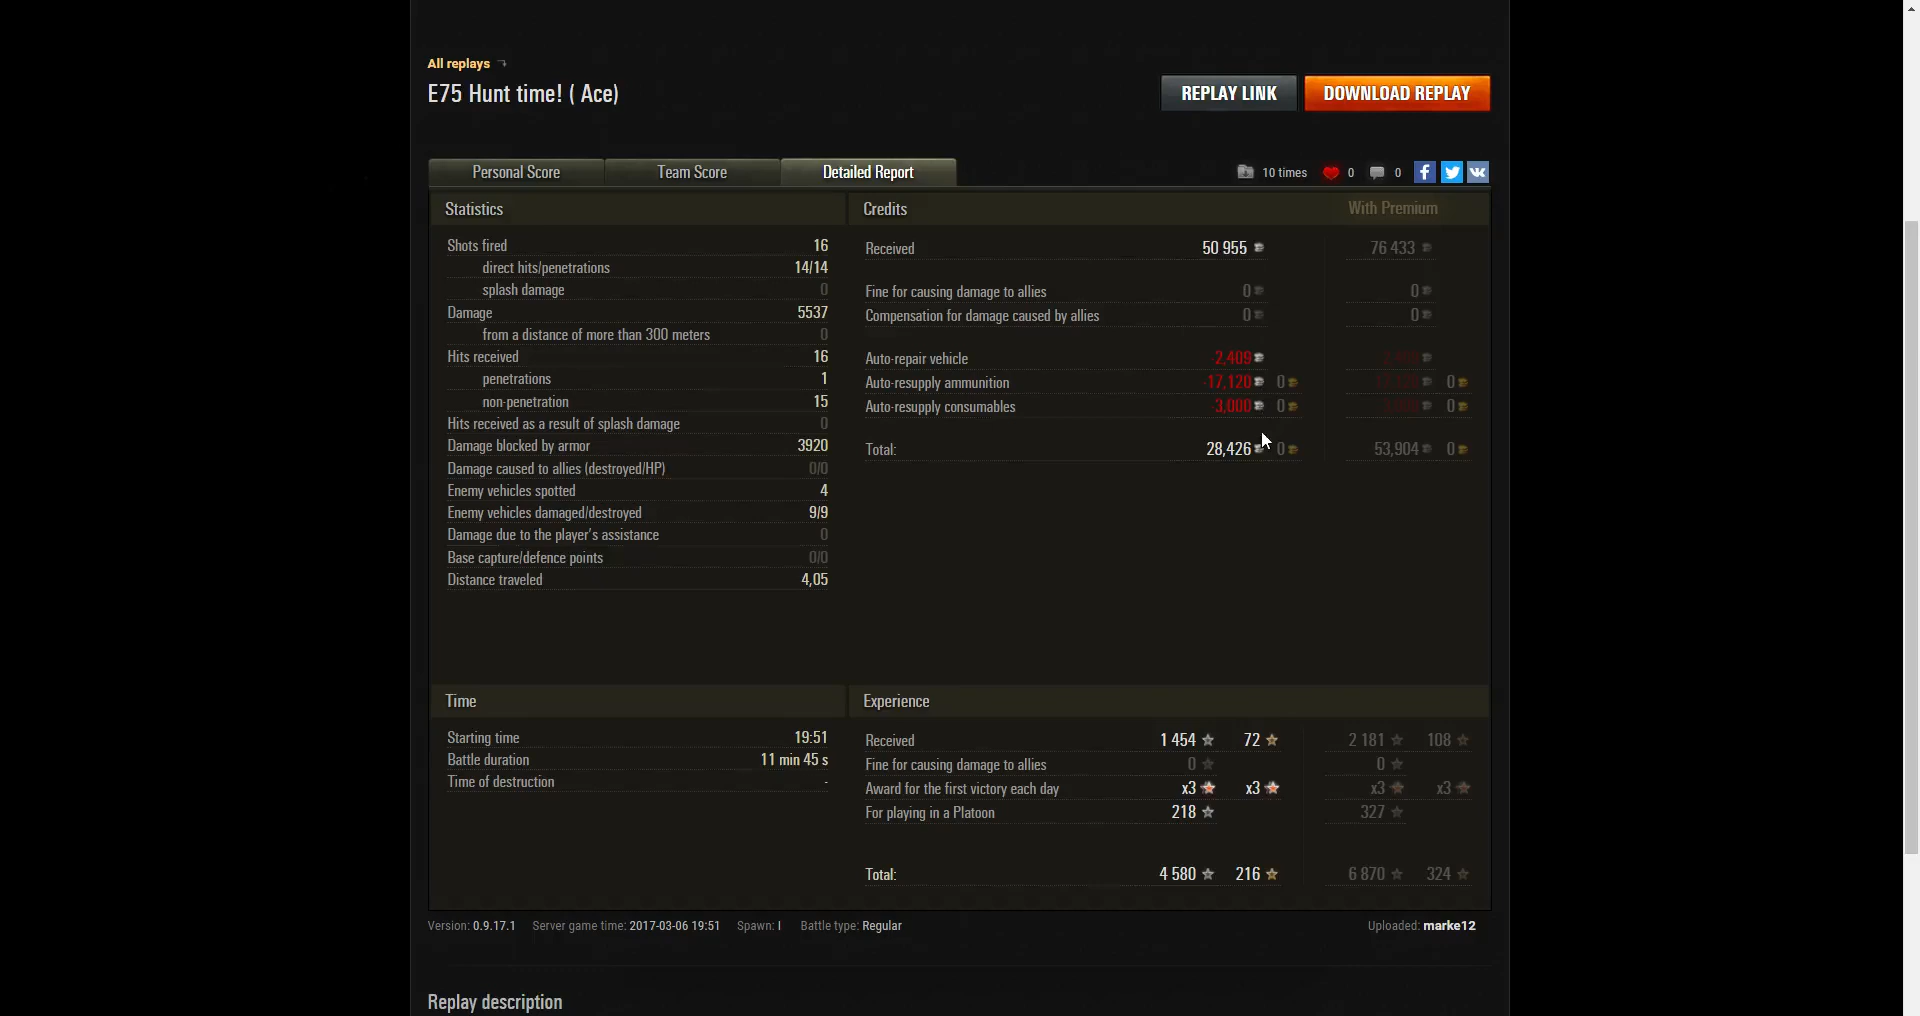 All replays
E75 Hunt time! ( Ace)
REPLAY LINK
DOWNLOAD REPLAY
Personal Score
Team Score
Detailed Report
10 times
0
0
Statistics
Shots fired 16
direct hits/penetrations 14/14
splash damage 0
Damage 5537
from a distance of more than 300 meters 0
Hits received 16
penetrations 1
non-penetration 15
Hits received as a result of splash damage 0
Damage blocked by armor 3920
Damage caused to allies (destroyed/HP) 0/0
Enemy vehicles spotted 4
Enemy vehicles damaged/destroyed 9/9
Damage due to the player's assistance 0
Base capture/defence points 0/0
Distance traveled 4,05
Credits With Premium
Received 50 955 76 433
Fine for causing damage to allies 0 0
Compensation for damage caused by allies 0 0
Auto-repair vehicle -2,409 -2,409
Auto-resupply ammunition -17,120 0 0
Auto-resupply consumables -3,000 0 0
Total: 28,426 0 53,904 0
Time
Starting time 19:51
Battle duration 11 min 45 s
Time of destruction -
Experience
Received 1 454 72 2 181 108
Fine for causing damage to allies 0 0
Award for the first victory each day x3 x3 x3 x3
For playing in a Platoon 218 327
Total: 4 580 216 6 870 324
Version: 0.9.17.1 Server game time: 2017-03-06 19:51 Spawn: I Battle type: Regular
Uploaded: marke12
Replay description